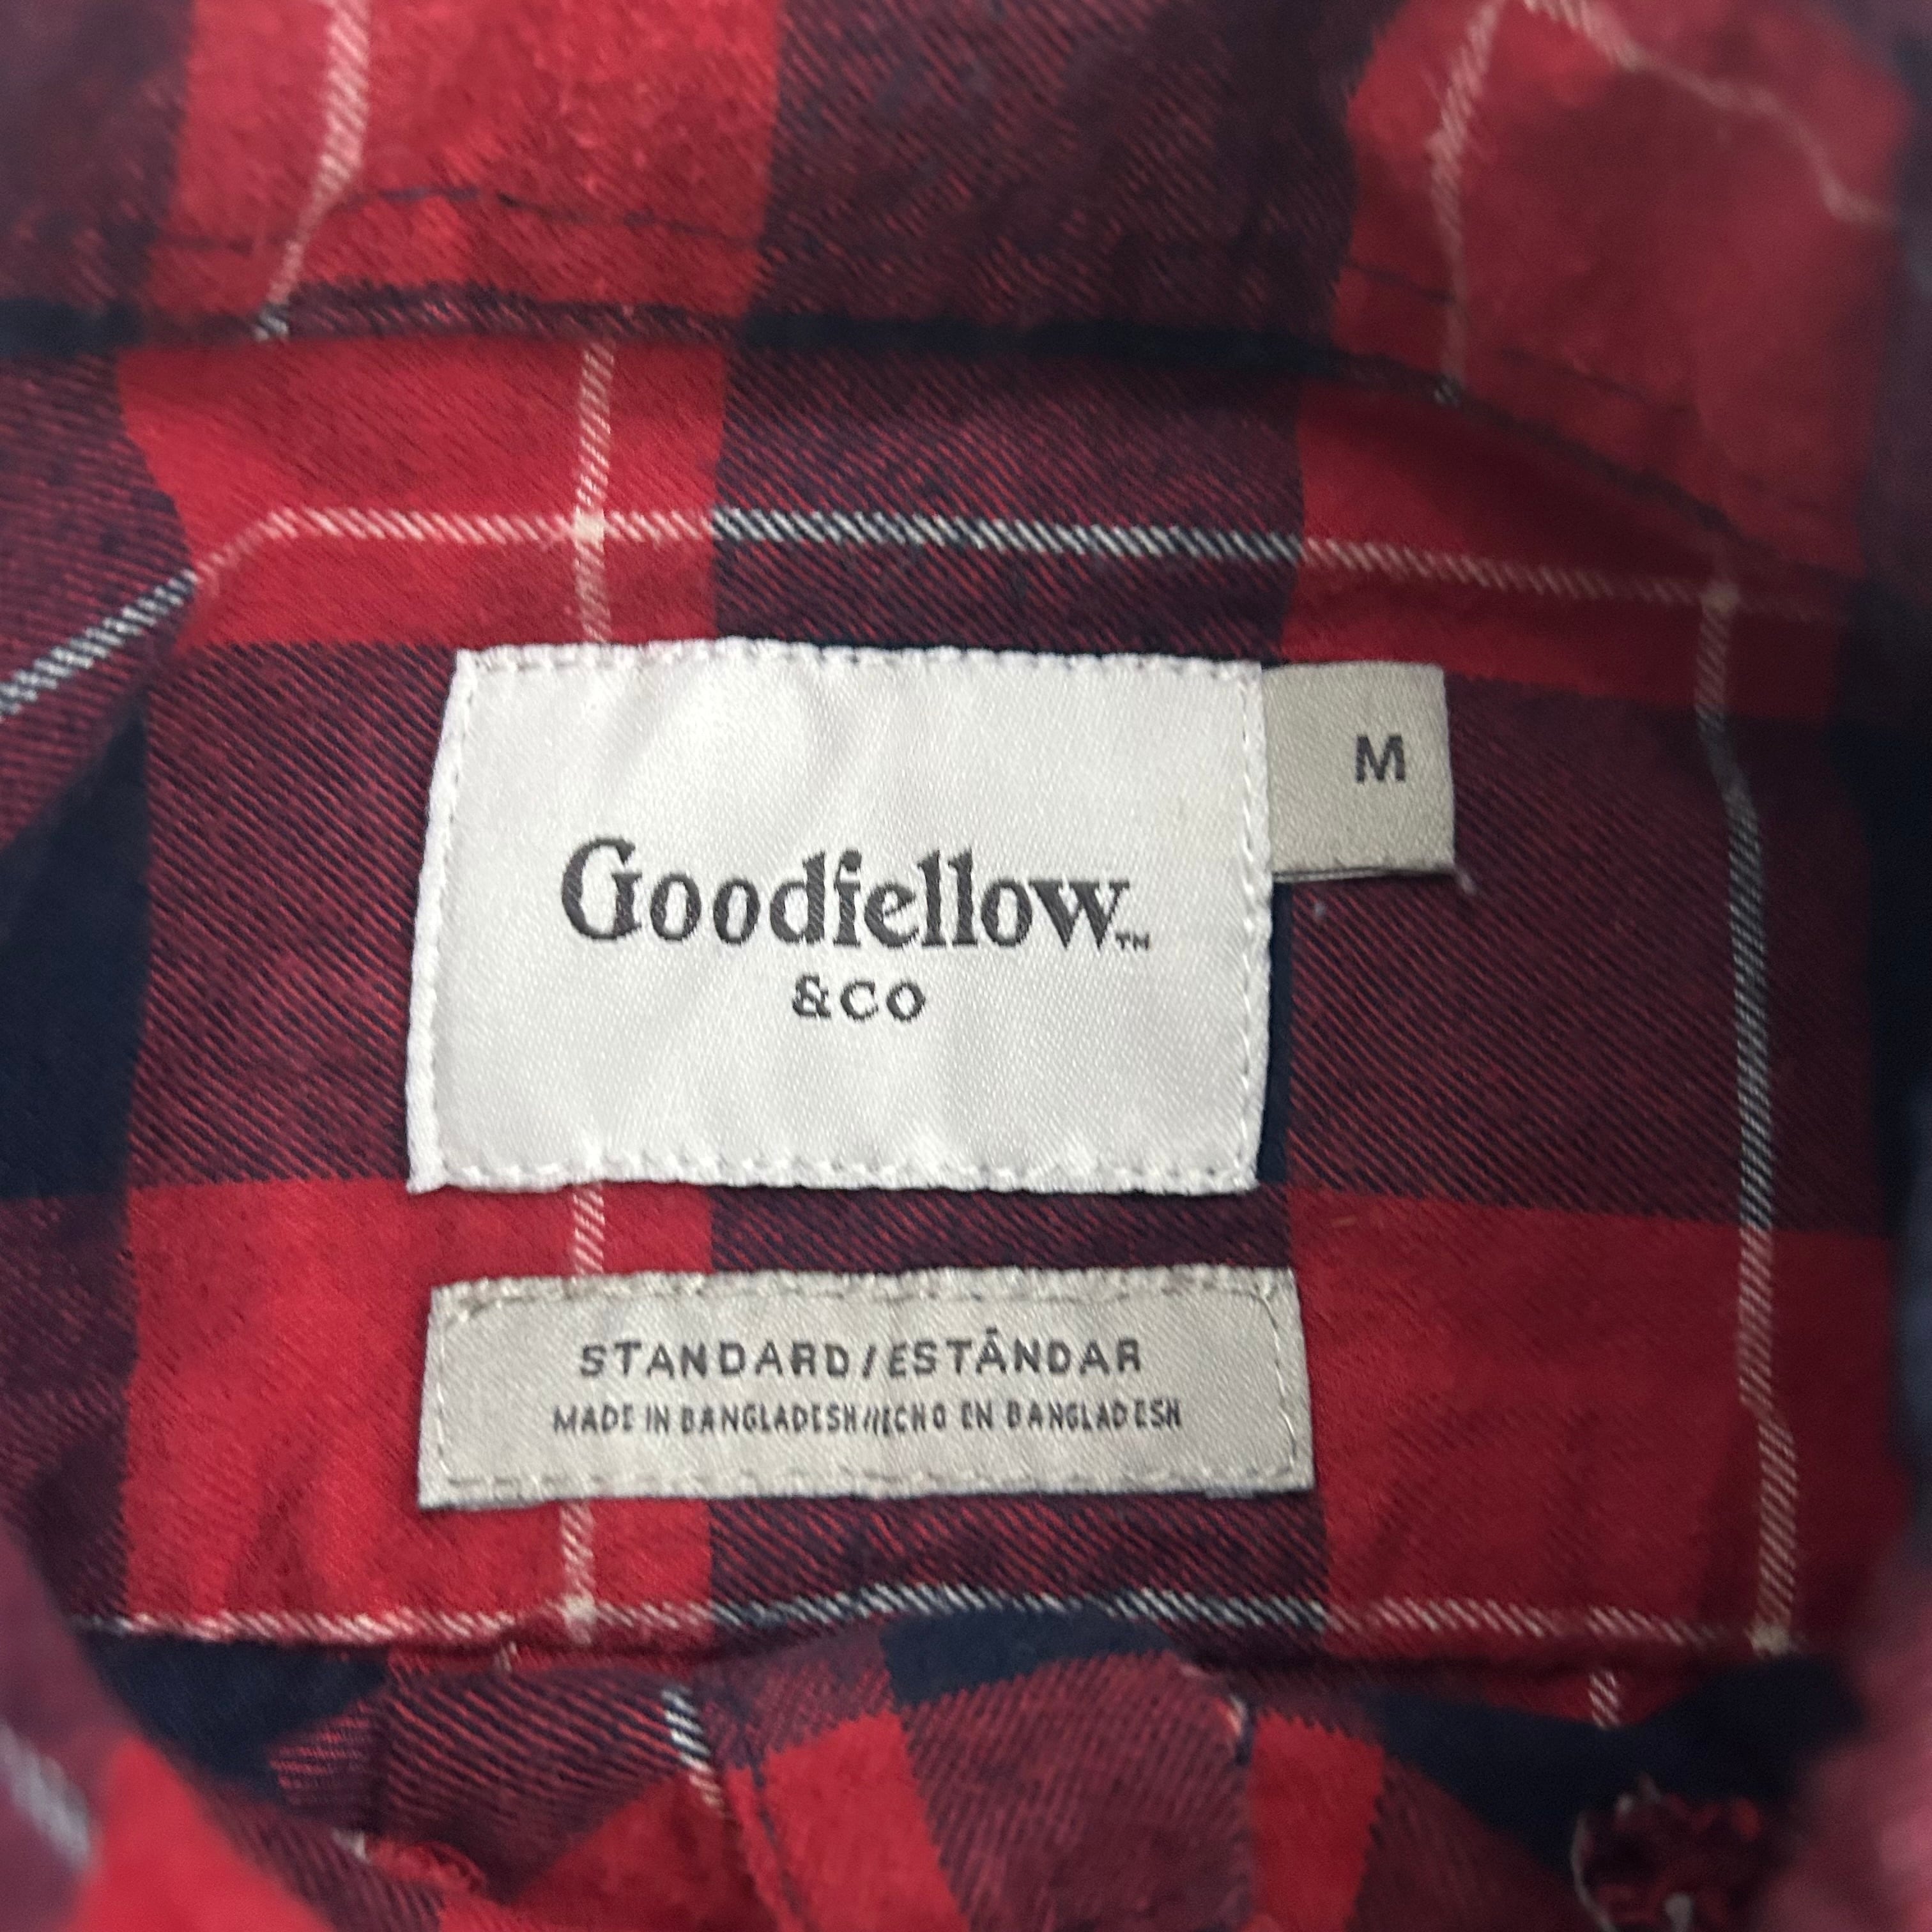 Goodfellow™
&CO
M
STANDARD/ESTÁNDAR
MADE IN BANGLADESH/HECHO EN BANGLADESH